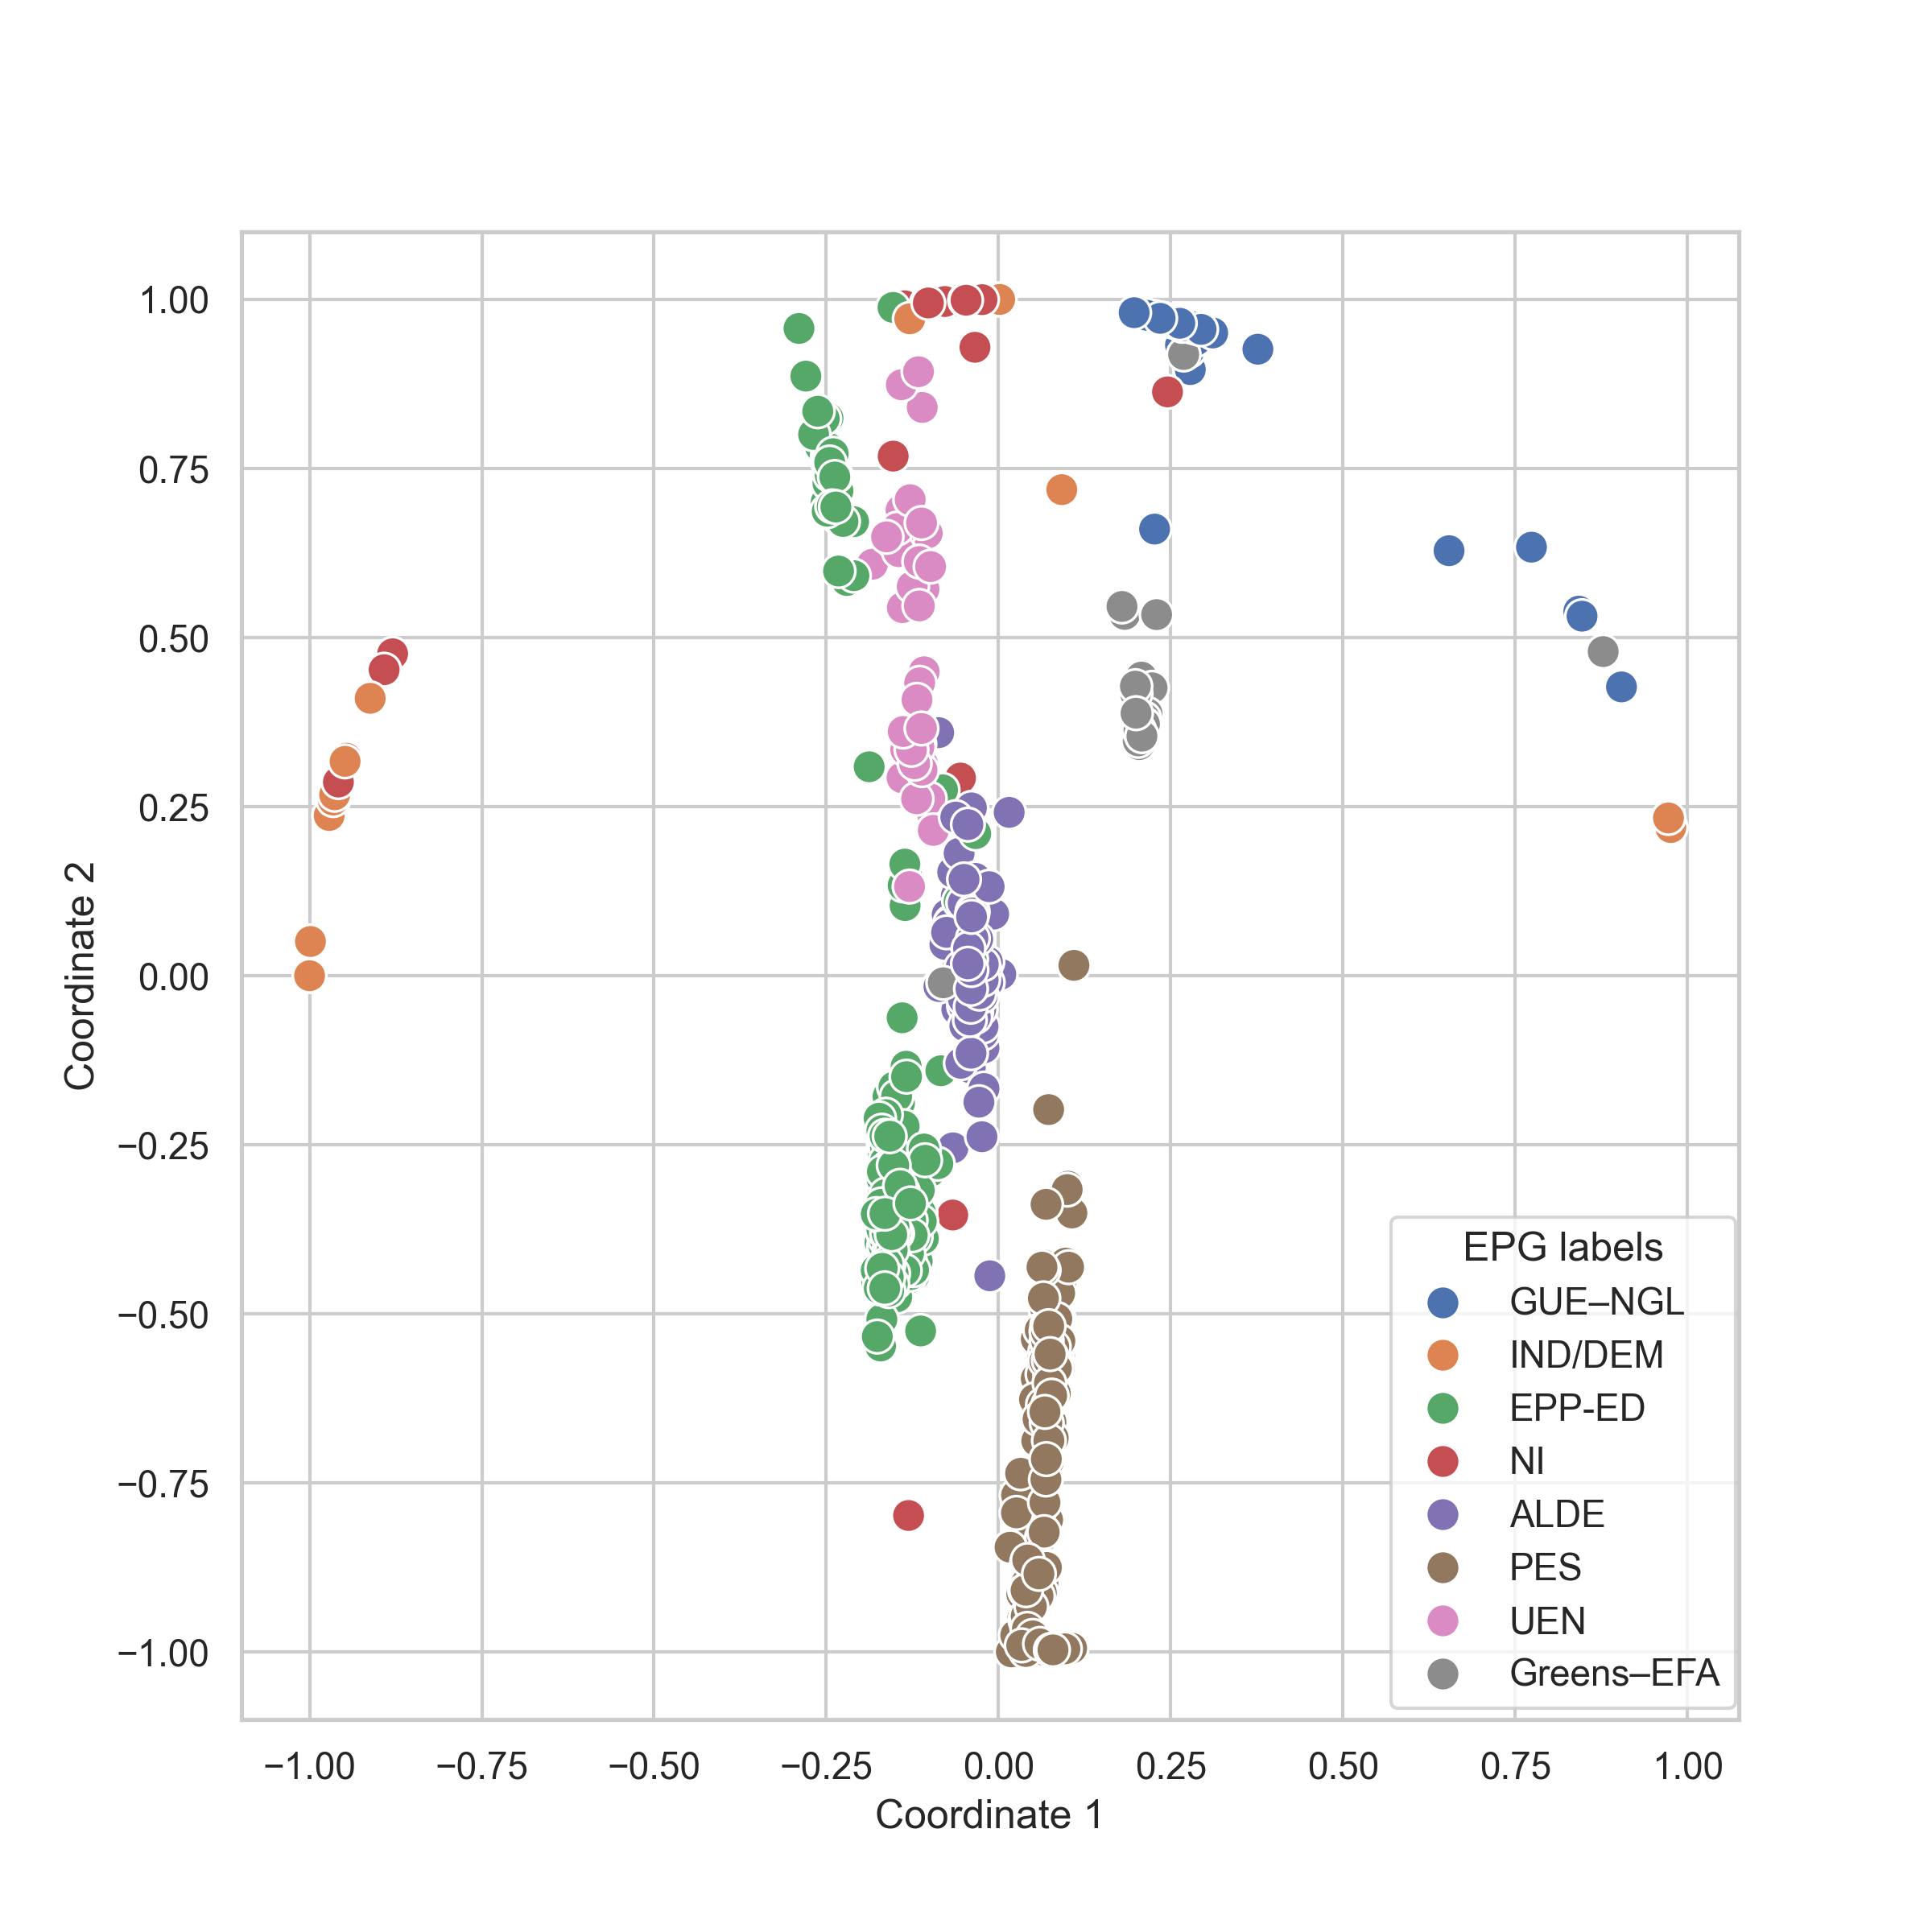 1.00
0.75
0.50
0.25
0.00
−0.25
−0.50
−0.75
−1.00
Coordinate 2
−1.00 −0.75 −0.50 −0.25 0.00 0.25 0.50 0.75 1.00
Coordinate 1
EPG labels
GUE–NGL
IND/DEM
EPP-ED
NI
ALDE
PES
UEN
Greens–EFA